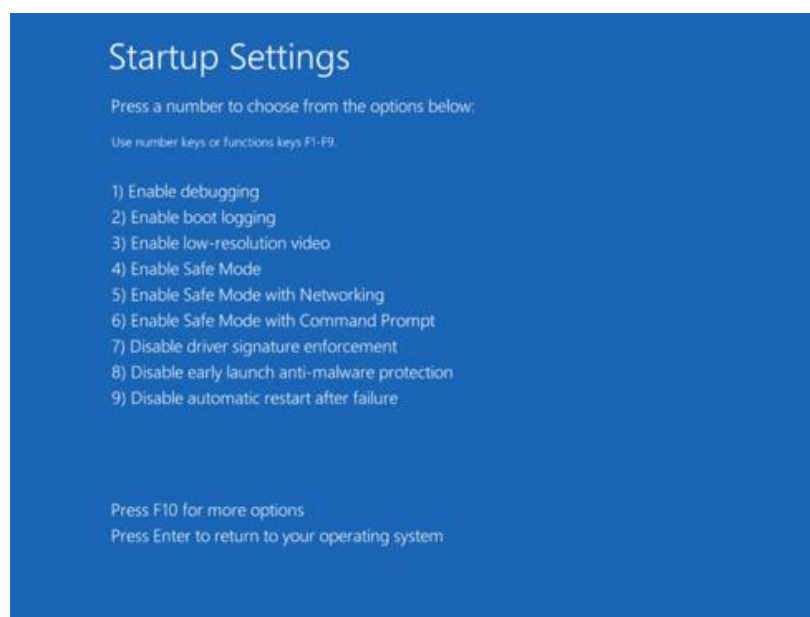 Startup Settings
Press a number to choose from the options below:
Use number keys or functions keys F1-F9.
1) Enable debugging
2) Enable boot logging
3) Enable low-resolution video
4) Enable Safe Mode
5) Enable Safe Mode with Networking
6) Enable Safe Mode with Command Prompt
7) Disable driver signature enforcement
8) Disable early launch anti-malware protection
9) Disable automatic restart after failure
Press F10 for more options
Press Enter to return to your operating system